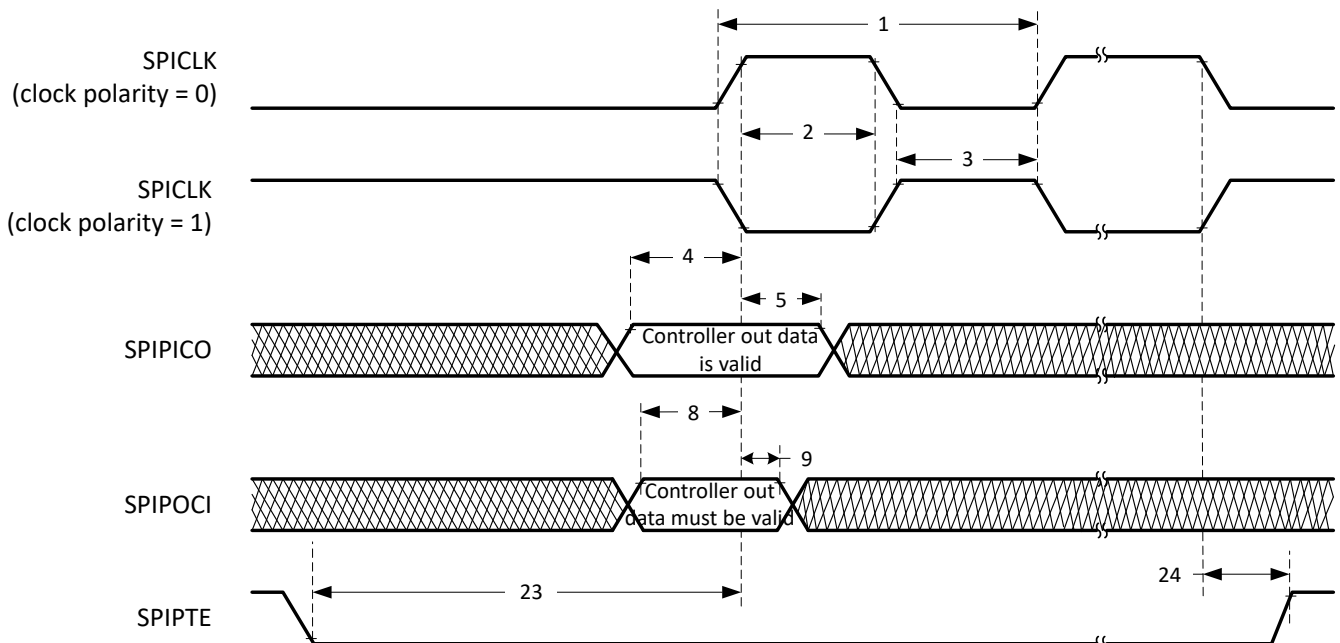 1
SPICLK
(clock polarity = 0)
2
3
SPICLK
(clock polarity = 1)
4
5
SPIPICO
Controller out data
is valid
8
9
SPIPOCI
Controller out
data must be valid
23
24
SPIPTE